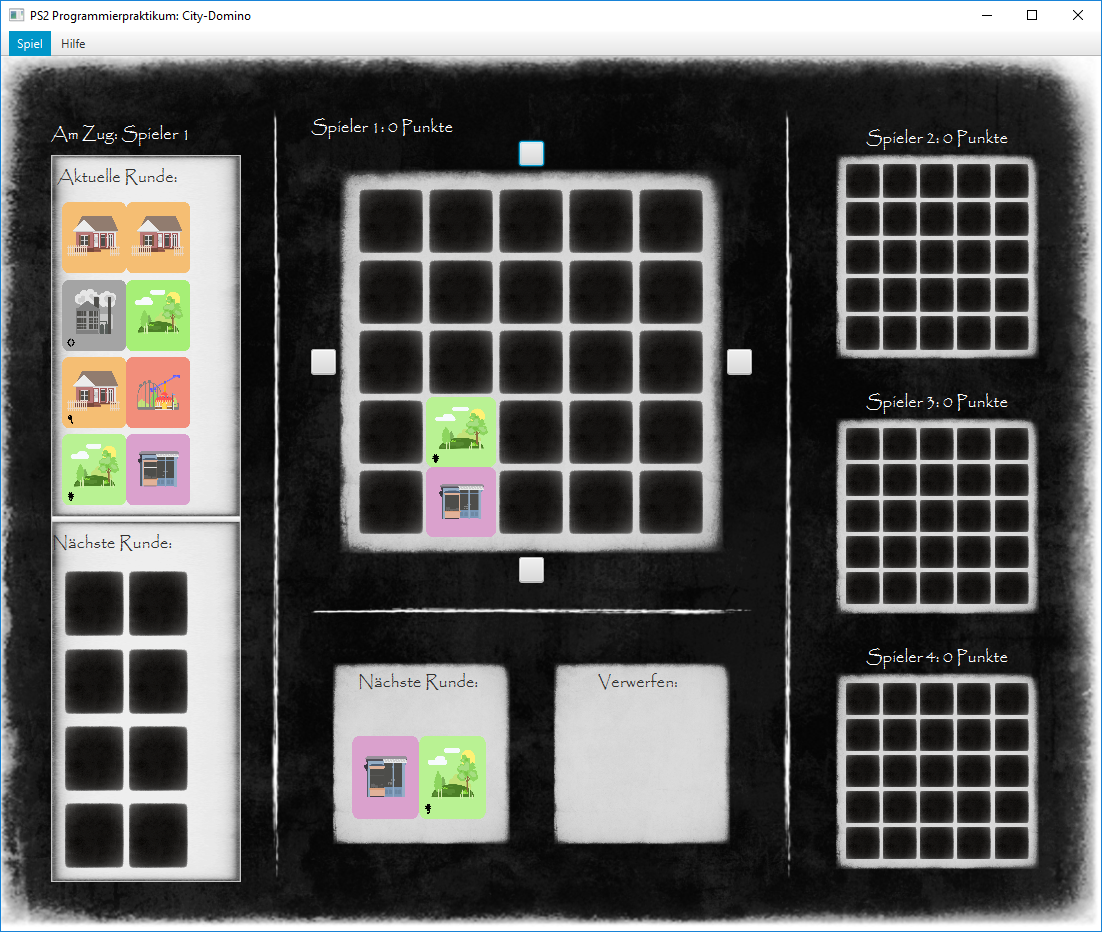 PS2 Programmierpraktikum: City-Domino
Spiel Hilfe
Am Zug: Spieler 1
Aktuelle Runde:
Nächste Runde:
Spieler 1: 0 Punkte
Nächste Runde:
Verwerfen:
Spieler 2: 0 Punkte
Spieler 3: 0 Punkte
Spieler 4: 0 Punkte